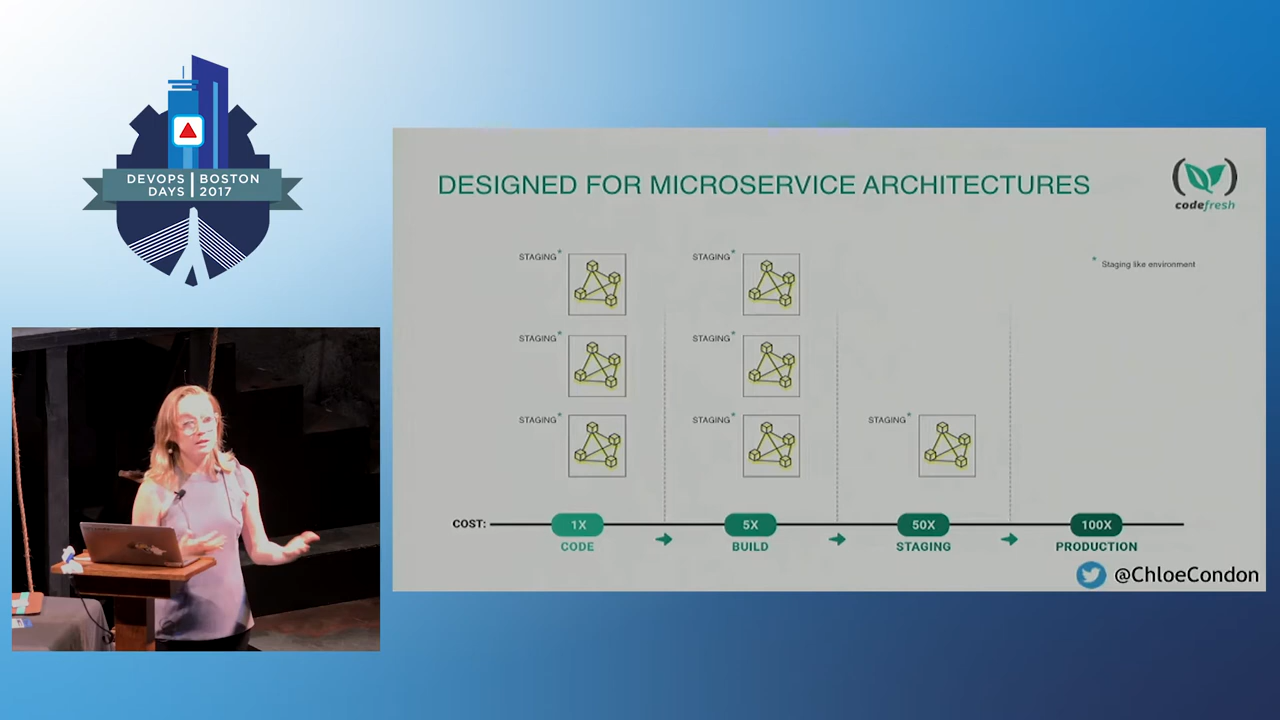 DEVOPS BOSTON
DAYS 2017
DESIGNED FOR MICROSERVICE ARCHITECTURES
codefresh
STAGING*
STAGING*
* Staging like environment
STAGING*
STAGING*
STAGING*
STAGING*
STAGING*
COST:
1X
5X
50X
100X
CODE
BUILD
STAGING
PRODUCTION
@ChloeCondon